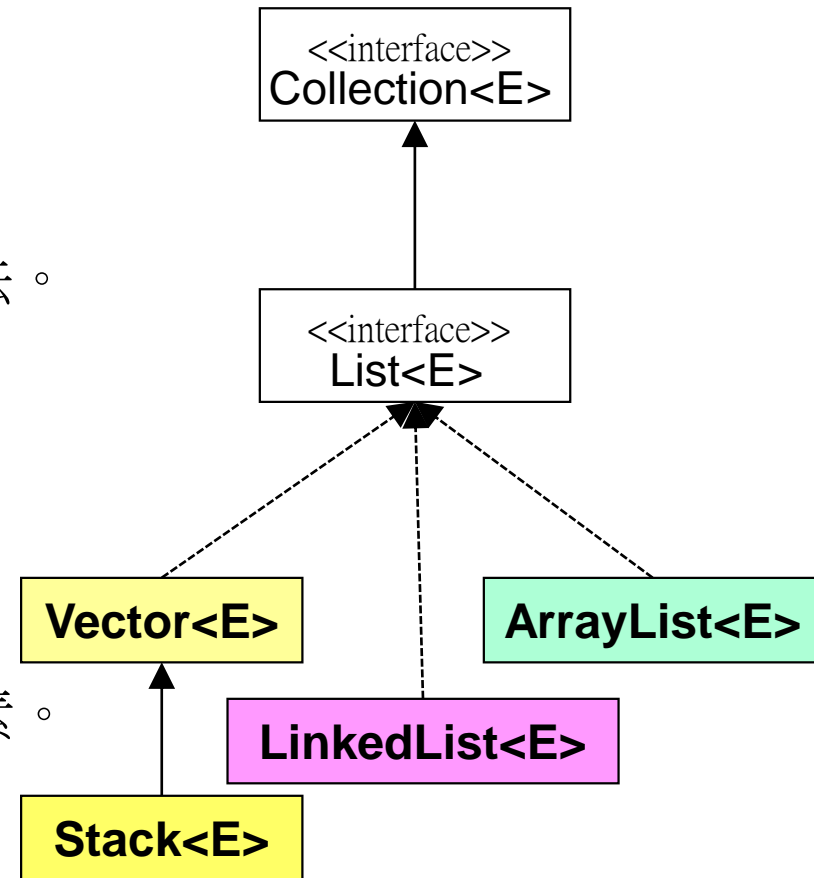 <<interface>>
Collection<E>
。
<<interface>>
List<E>
Vector<E>
ArrayList<E>
。
LinkedList<E>
Stack<E>